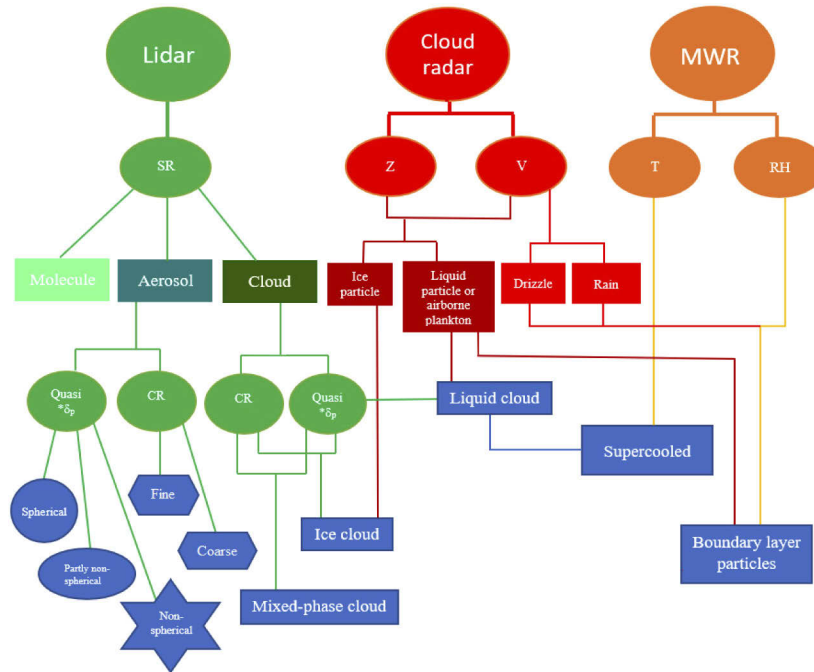 Lidar
Cloud
radar
MWR
SR
Z
V
T
RH
Molecule
Aerosol
Cloud
Ice
particle
Liquid
particle or
airborne
plankton
Drizzle
Rain
Quasi
*δp
CR
CR
Quasi
*δp
Liquid cloud
Supercooled
Spherical
Fine
Partly non-
spherical
Coarse
Ice cloud
Boundary layer
particles
Non-
spherical
Mixed-phase cloud